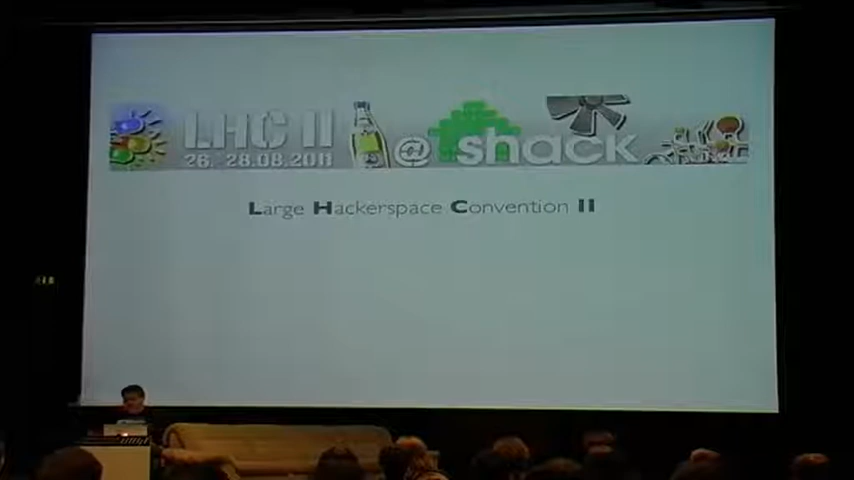 LHC II
26. - 28.08.2011
@ shack
Large Hackerspace Convention II